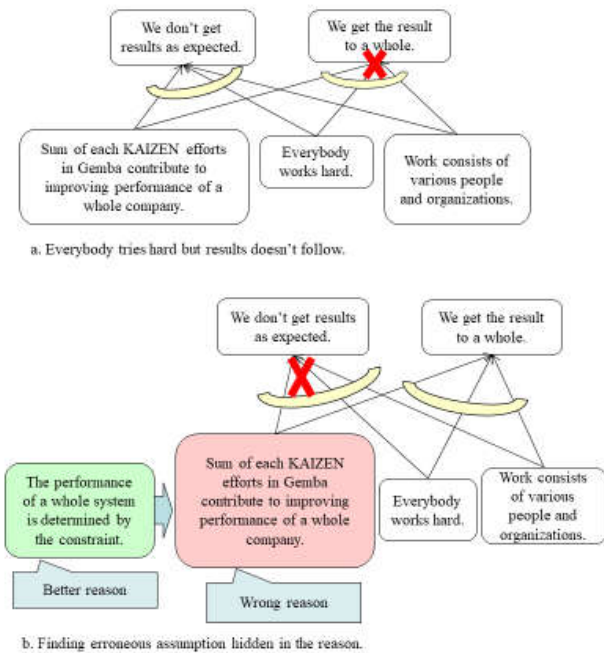 We don't get
results as expected.
We get the result
to a whole.
Sum of each KAIZEN efforts
in Gemba contribute to
improving performance of a
whole company.
Everybody
works hard.
Work consists of
various people
and organizations.
a. Everybody tries hard but results doesn't follow.
We don't get results
as expected.
We get the result
to a whole.
The performance
of a whole system
is determined by
the constraint.
Sum of each KAIZEN
efforts in Gemba
contribute to improving
performance of a whole
company.
Everybody
works hard.
Work consists
of various
people and
organizations.
Better reason
Wrong reason
b. Finding erroneous assumption hidden in the reason.